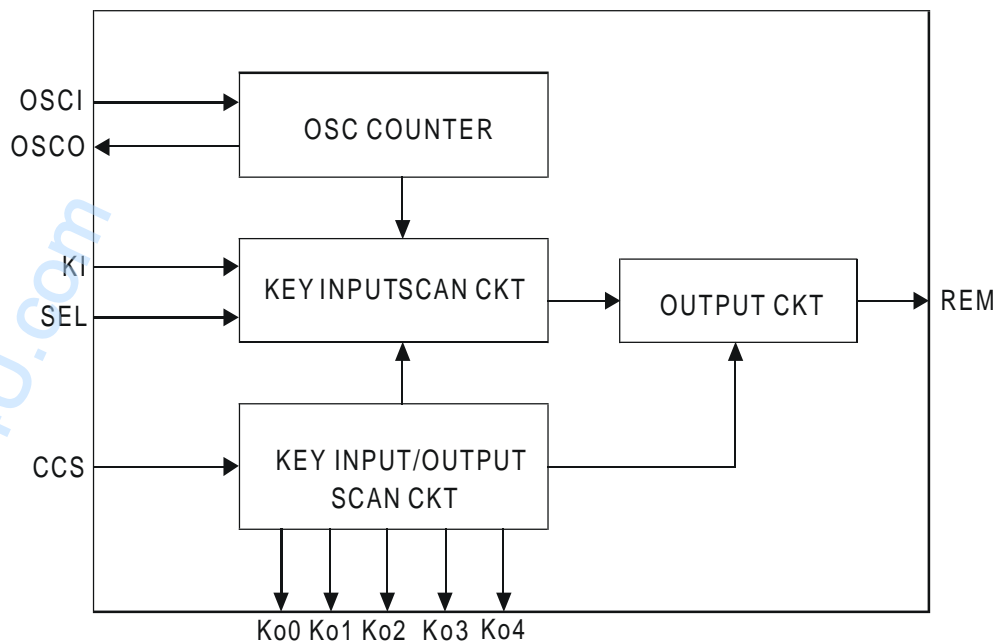 OSCI
OSC COUNTER
OSCO
KI
KEY INPUTSCAN CKT
SEL
OUTPUT CKT
REM
CCS
KEY INPUT/OUTPUT
SCAN CKT
Ko0 Ko1 Ko2 Ko3 Ko4
U.com